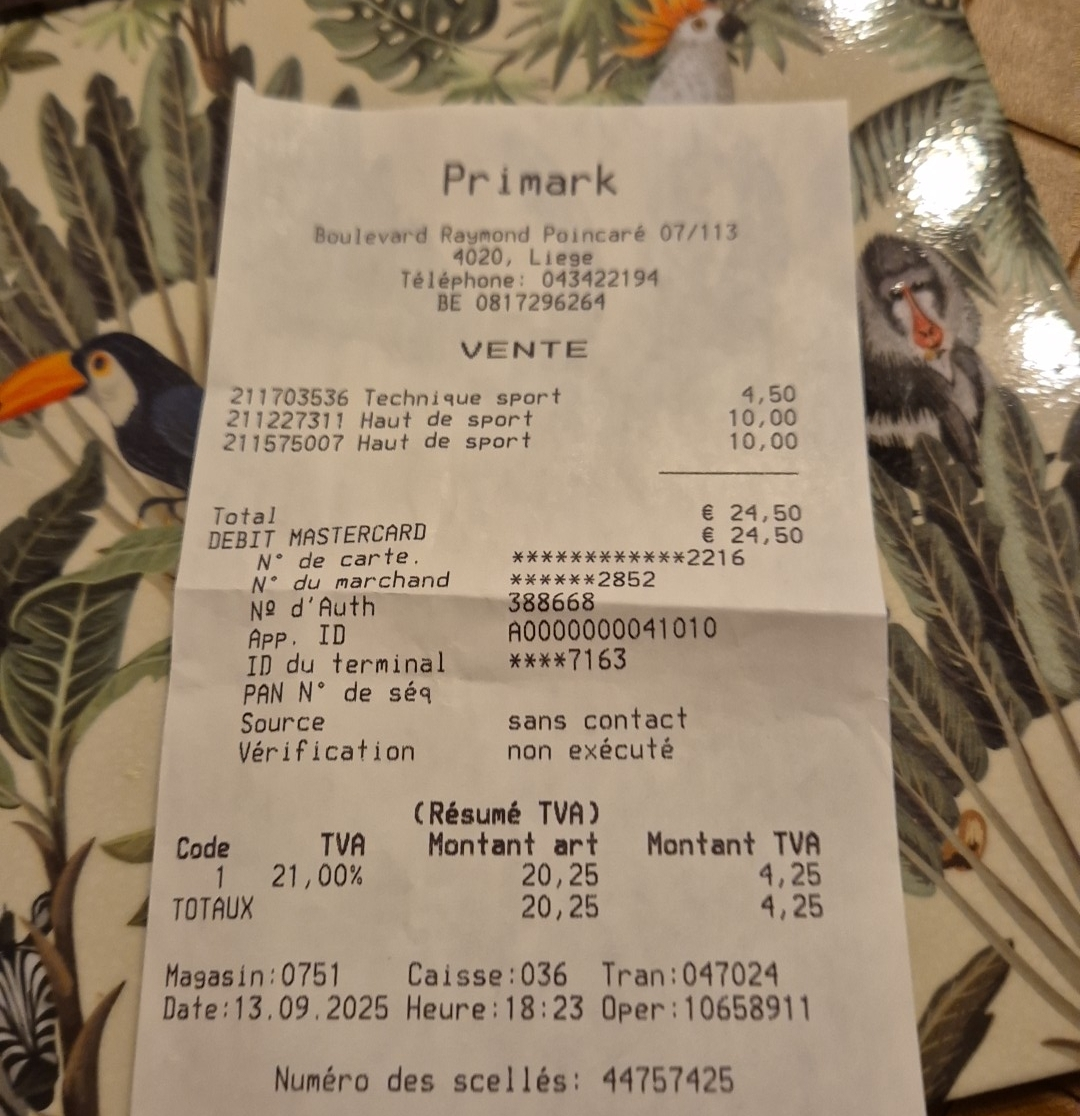 Primark
Boulevard Raymond Poincaré 07/113
4020, Liege
Téléphone: 043422194
BE 0817296264
VENTE
211703536 Technique sport 4,50
211227311 Haut de sport 10,00
211575007 Haut de sport 10,00
Total € 24,50
DEBIT MASTERCARD € 24,50
N° de carte. ************2216
N° du marchand ******2852
Nº d'Auth 388668
App. ID A0000000041010
ID du terminal ****7163
PAN N° de séq
Source sans contact
Vérification non exécuté
(Résumé TVA)
Code TVA Montant art Montant TVA
1 21,00% 20,25 4,25
TOTAUX 20,25 4,25
Magasin:0751 Caisse:036 Tran:047024
Date:13.09.2025 Heure:18:23 Oper:10658911
Numéro des scellés: 44757425